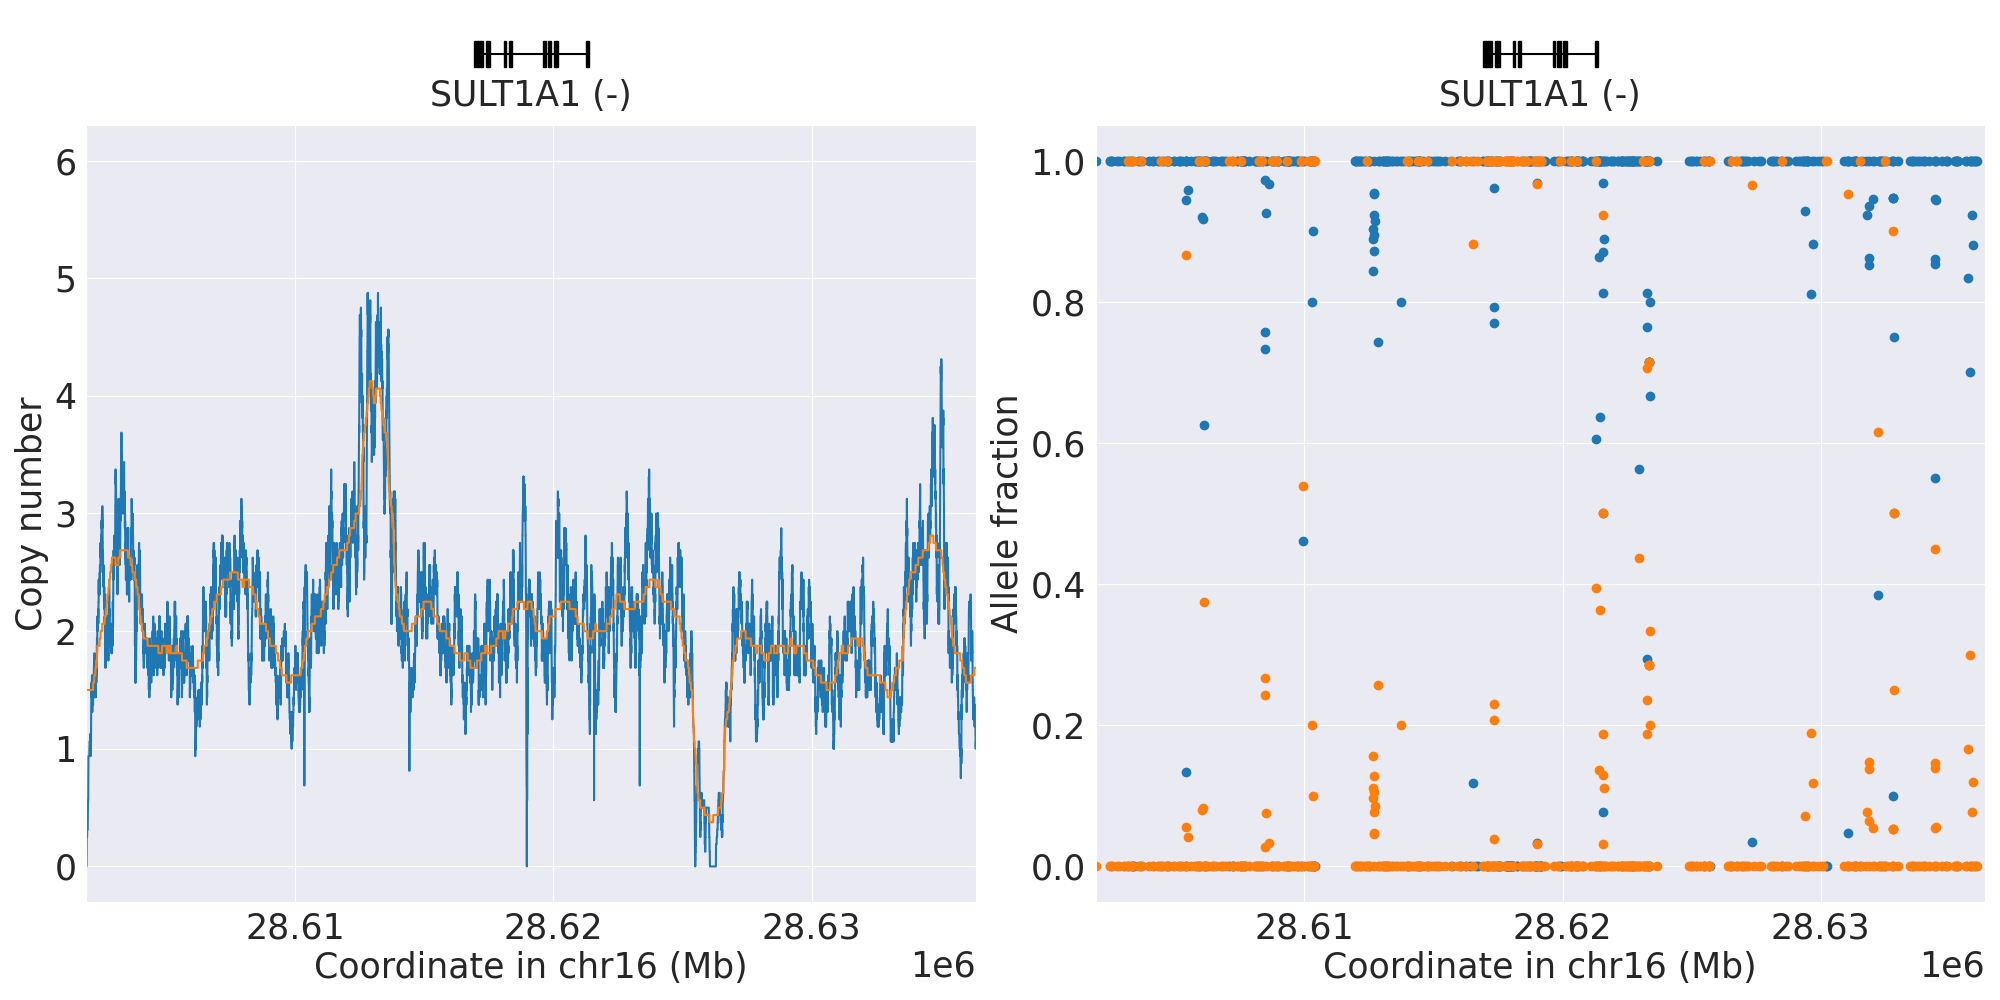 SULT1A1 (-)
6
5
4
3
2
1
0
Copy number
28.61
28.62
28.63
Coordinate in chr16 (Mb)
1e6
SULT1A1 (-)
1.0
0.8
0.6
0.4
0.2
0.0
Allele fraction
28.61
28.62
28.63
Coordinate in chr16 (Mb)
1e6